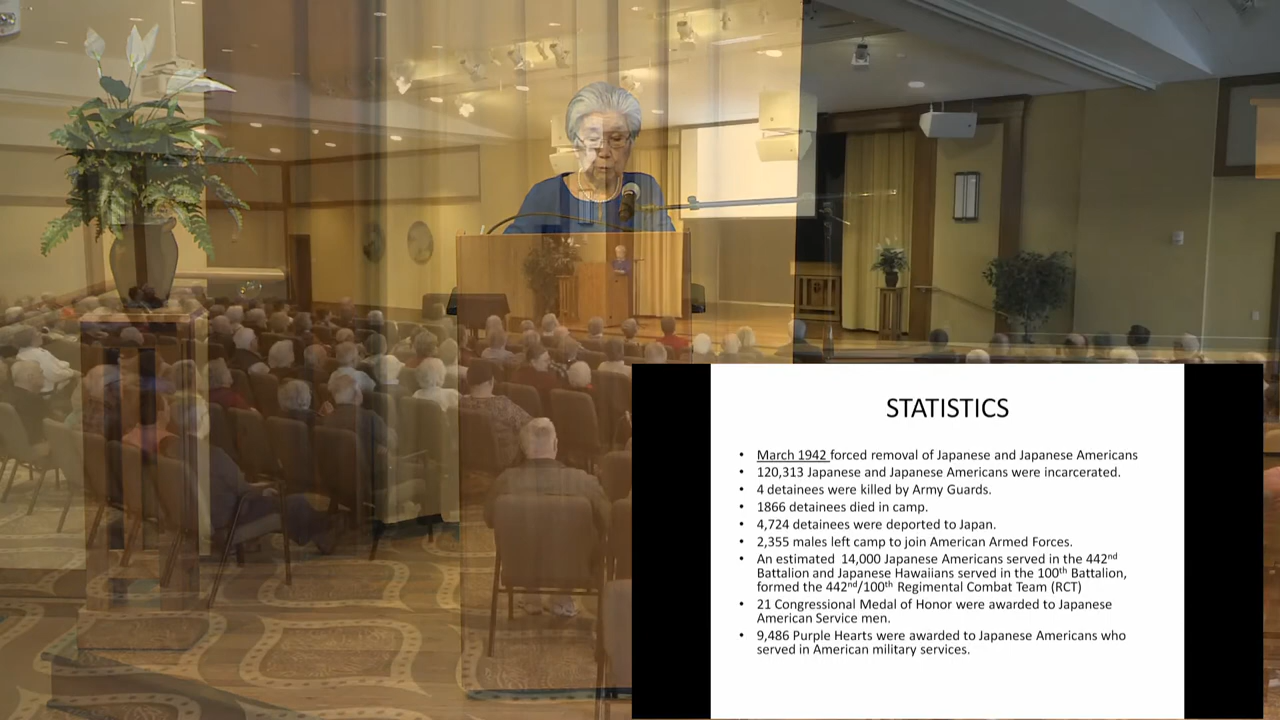 STATISTICS
• March 1942 forced removal of Japanese and Japanese Americans
• 120,313 Japanese and Japanese Americans were incarcerated.
• 4 detainees were killed by Army Guards.
• 1866 detainees died in camp.
• 4,724 detainees were deported to Japan.
• 2,355 males left camp to join American Armed Forces.
• An estimated 14,000 Japanese Americans served in the 442nd
Battalion and Japanese Hawaiians served in the 100th Battalion,
formed the 442nd/100th Regimental Combat Team (RCT)
• 21 Congressional Medal of Honor were awarded to Japanese
American Service men.
• 9,486 Purple Hearts were awarded to Japanese Americans who
served in American military services.